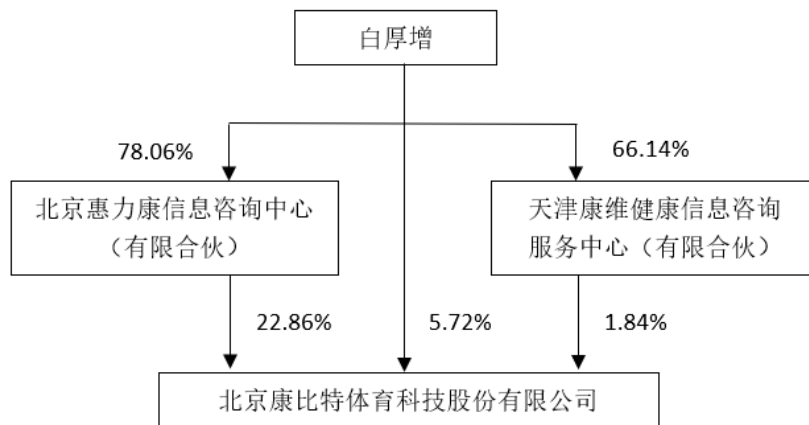 白厚增
78.06%
66.14%
北京惠力康信息咨询中心
（有限合伙）
天津康维健康信息咨询
服务中心（有限合伙）
22.86%
5.72%
1.84%
北京康比特体育科技股份有限公司